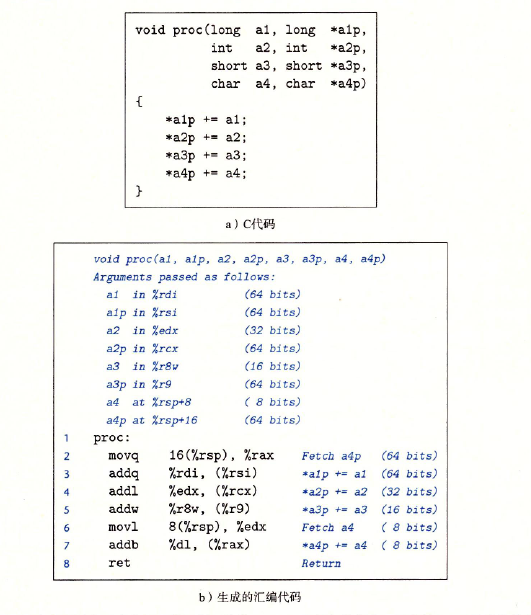 void proc(long  a1, long  *a1p,
          int   a2, int   *a2p,
          short a3, short *a3p,
          char  a4, char  *a4p)
{
    *a1p += a1;
    *a2p += a2;
    *a3p += a3;
    *a4p += a4;
}
a）C代码
void proc(a1, a1p, a2, a2p, a3, a3p, a4, a4p)
Arguments passed as follows:
a1  in %rdi        (64 bits)
a1p in %rsi        (64 bits)
a2  in %edx        (32 bits)
a2p in %rcx        (64 bits)
a3  in %r8w        (16 bits)
a3p in %r9         (64 bits)
a4  at %rsp+8      ( 8 bits)
a4p at %rsp+16     (64 bits)
1 proc:
2   movq    16(%rsp), %rax   Fetch a4p  (64 bits)
3   addq    %rdi, (%rsi)     *a1p += a1 (64 bits)
4   addl    %edx, (%rcx)     *a2p += a2 (32 bits)
5   addw    %r8w, (%r9)      *a3p += a3 (16 bits)
6   movl    8(%rsp), %edx    Fetch a4   ( 8 bits)
7   addb    %dl, (%rax)      *a4p += a4 ( 8 bits)
8   ret                      Return
b）生成的汇编代码